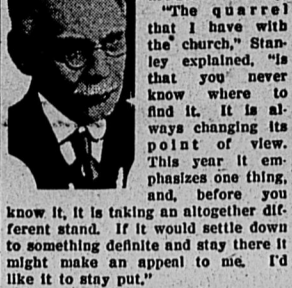 "The quarrel
that I have with
the church," Stan-
ley explained, "is
that you never
know where to
find it. It is al-
ways changing its
point of view.
This year it em-
phasizes one thing,
and, before you
know it, it is taking an altogether dif-
ferent stand. If it would settle down
to something definite and stay there it
might make an appeal to me. I'd
like it to stay put."